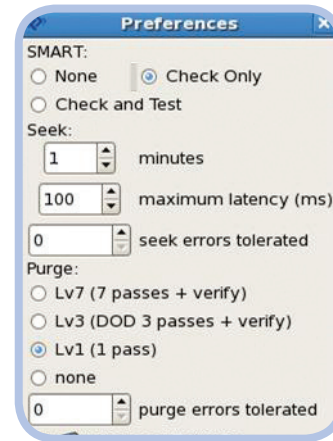 Preferences
SMART:
None Check Only
Check and Test
Seek:
1 minutes
100 maximum latency (ms)
0 seek errors tolerated
Purge:
Lv7 (7 passes + verify)
Lv3 (DOD 3 passes + verify)
Lv1 (1 pass)
none
0 purge errors tolerated